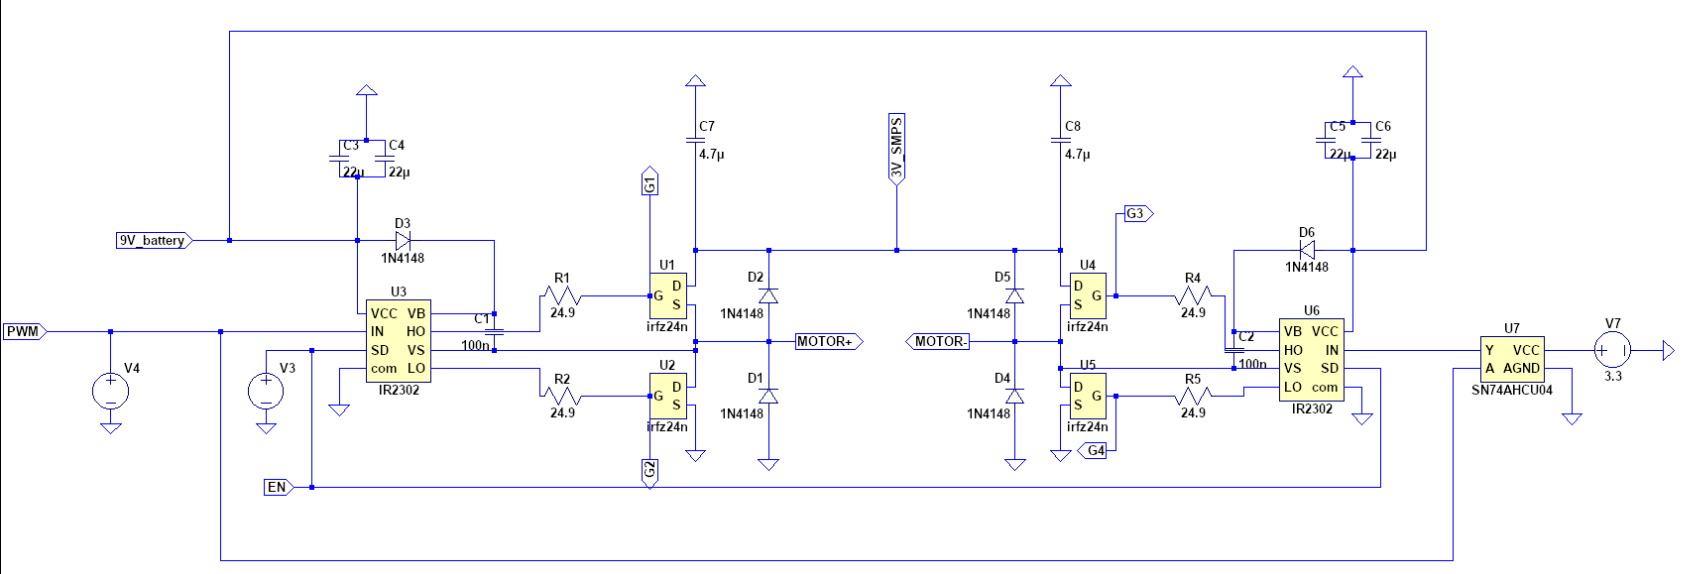 C7
4.7µ
C8
4.7µ
C3
22µ
C4
22µ
C5
22µ
C6
22µ
3V_SMPS
G1
G3
9V_battery
D3
1N4148
D6
1N4148
U1
D
G
S
irfz24n
D2
1N4148
D5
1N4148
U4
D
G
S
irfz24n
R1
24.9
R4
24.9
U3
VCC VB
IN HO
SD VS
com LO
IR2302
C1
100n
PWM
MOTOR+
MOTOR-
U6
VB VCC
HO IN
VS SD
LO com
IR2302
C2
100n
U7
Y VCC
A AGND
SN74AHCU04
V7
3.3
V4
V3
R2
24.9
U2
D
G
S
irfz24n
D1
1N4148
D4
1N4148
U5
D
G
S
irfz24n
R5
24.9
G2
G4
EN